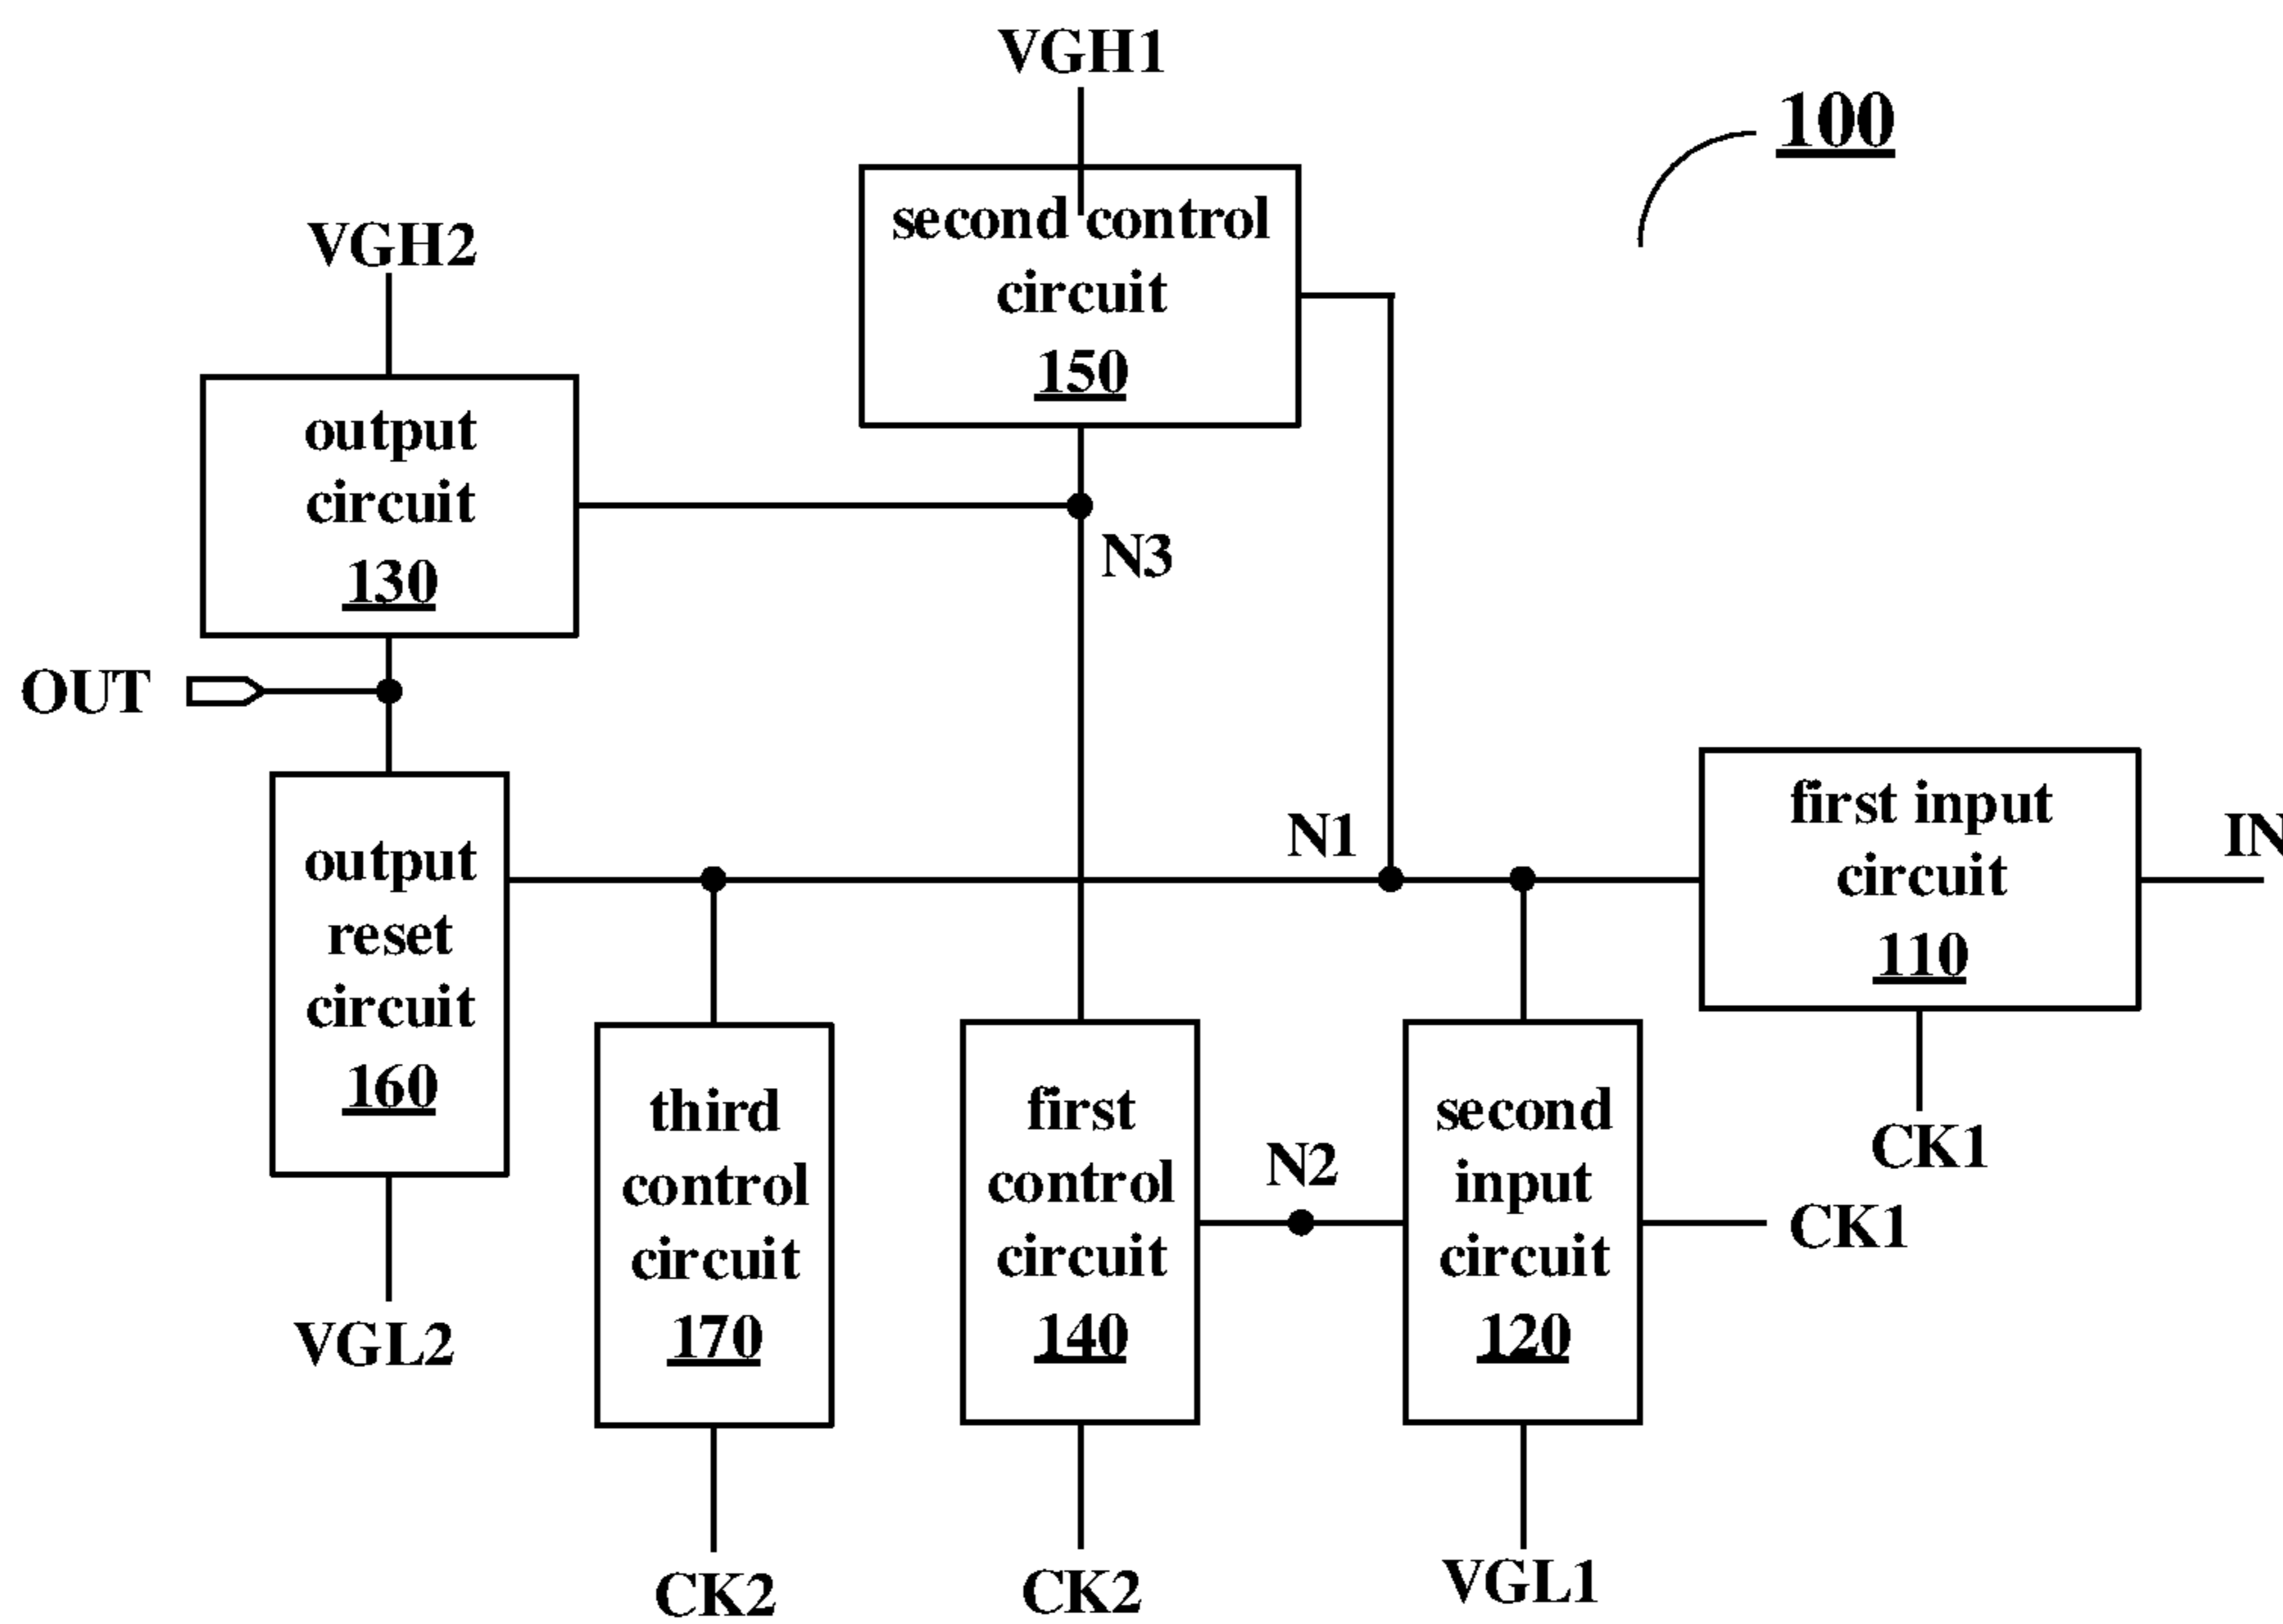 VGH1
100
second control
circuit
150
VGH2
output
circuit
130
N3
OUT
first input
circuit
110
IN
N1
output
reset
circuit
160
third
control
circuit
170
first
control
circuit
140
N2
second
input
circuit
120
CK1
CK1
VGL2
CK2
CK2
VGL1